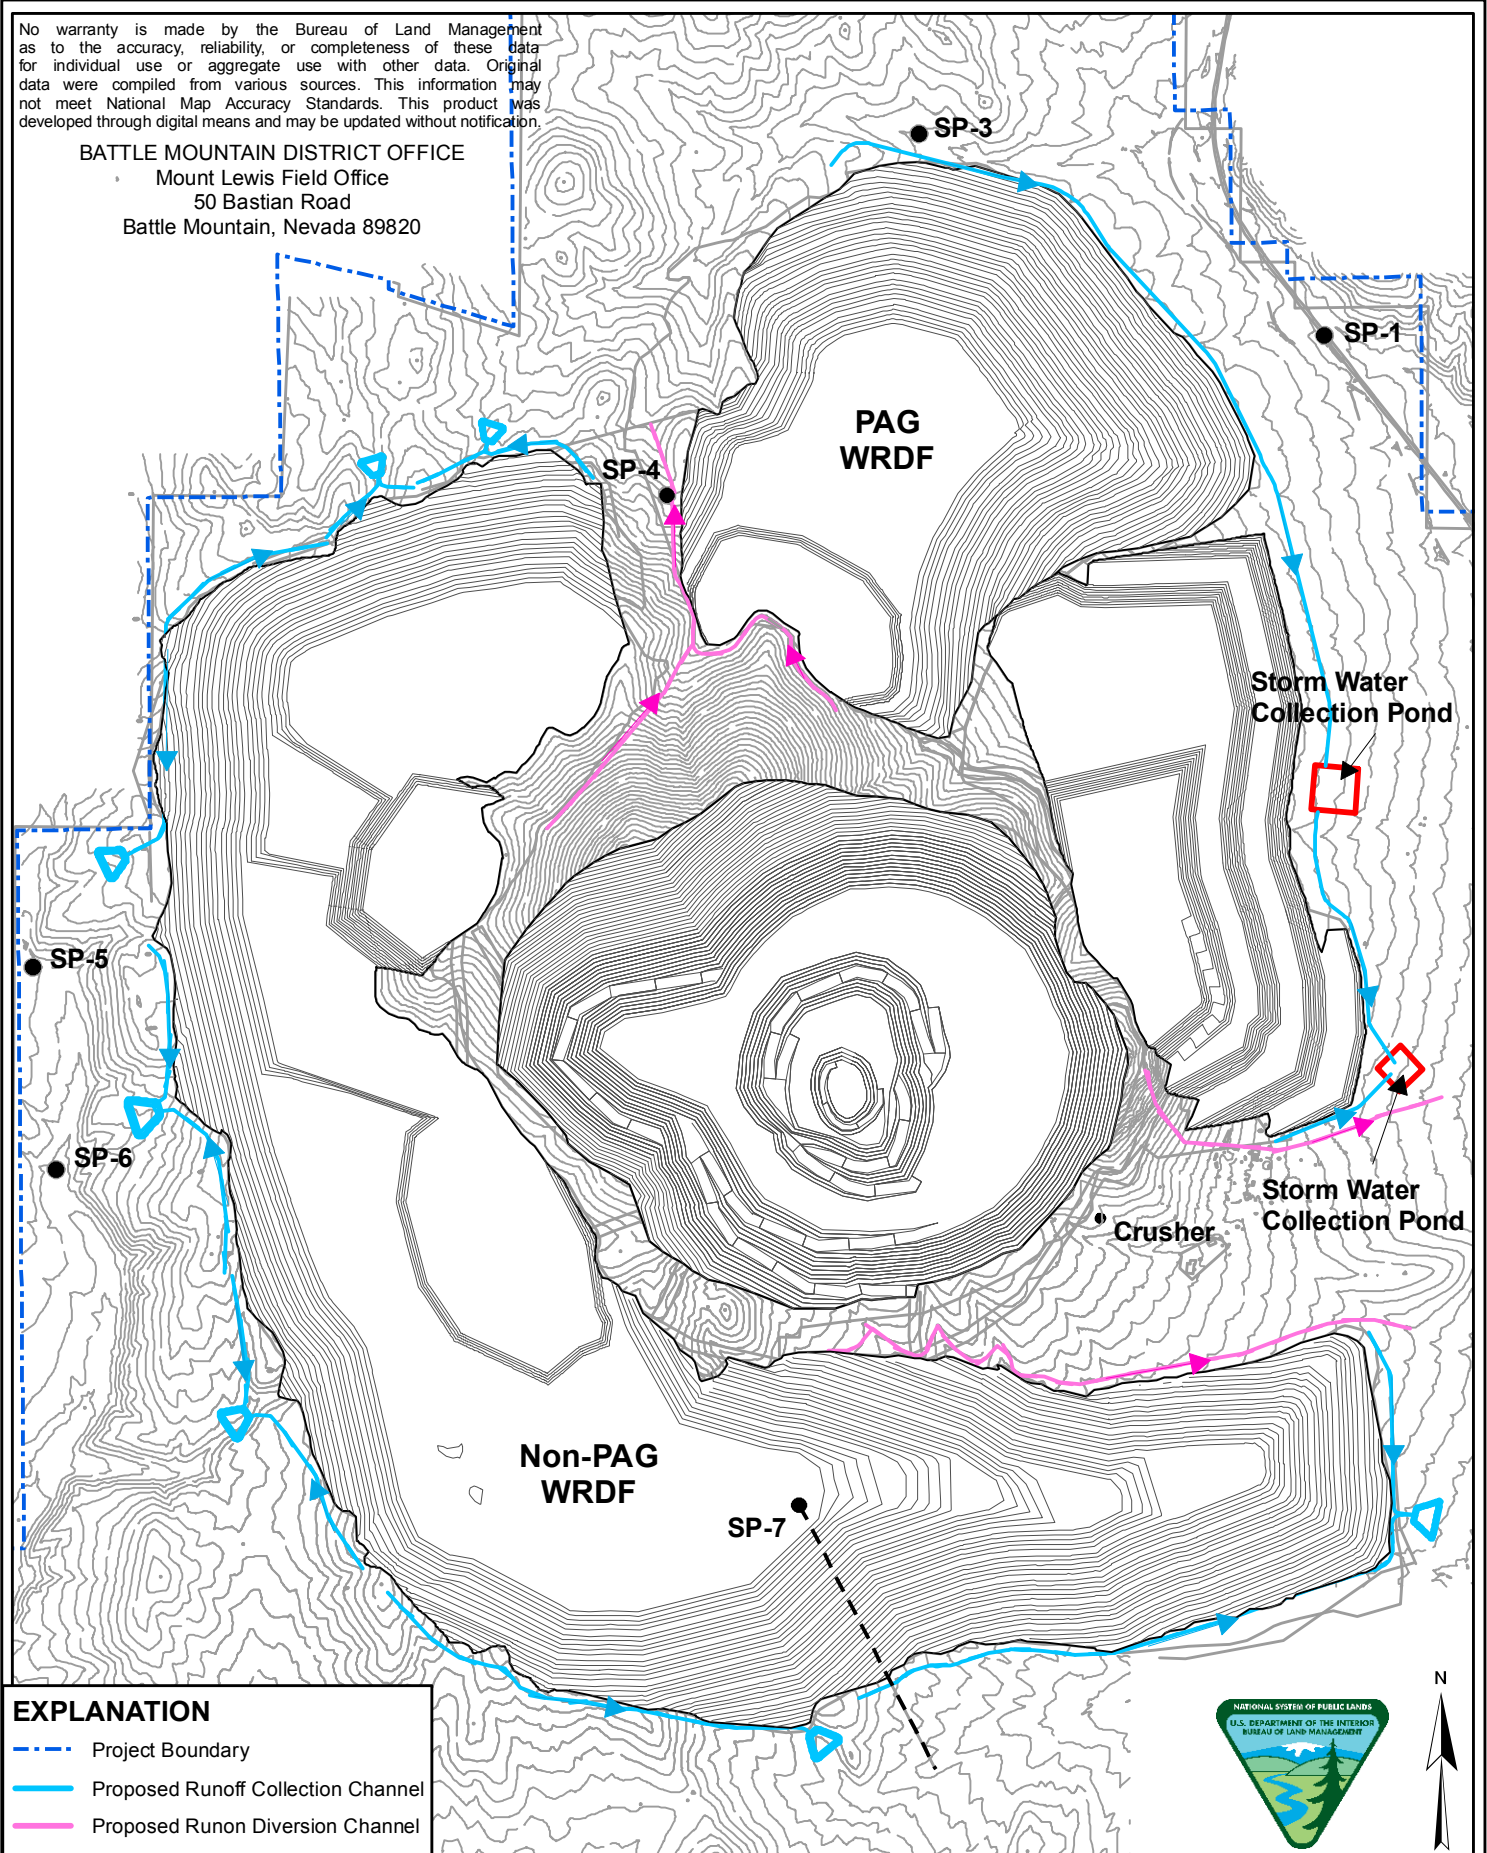 No warranty is made by the Bureau of Land Management
as to the accuracy, reliability, or completeness of these data
for individual use or aggregate use with other data. Original
data were compiled from various sources. This information may
not meet National Map Accuracy Standards. This product was
developed through digital means and may be updated without notification.
BATTLE MOUNTAIN DISTRICT OFFICE
Mount Lewis Field Office
50 Bastian Road
Battle Mountain, Nevada 89820
SP-3
SP-1
PAG
WRDF
SP-4
Storm Water
Collection Pond
SP-5
SP-6
Storm Water
Collection Pond
Crusher
Non-PAG
WRDF
SP-7
EXPLANATION
Project Boundary
Proposed Runoff Collection Channel
Proposed Runon Diversion Channel
NATIONAL SYSTEM OF PUBLIC LANDS
U.S. DEPARTMENT OF THE INTERIOR
BUREAU OF LAND MANAGEMENT
N